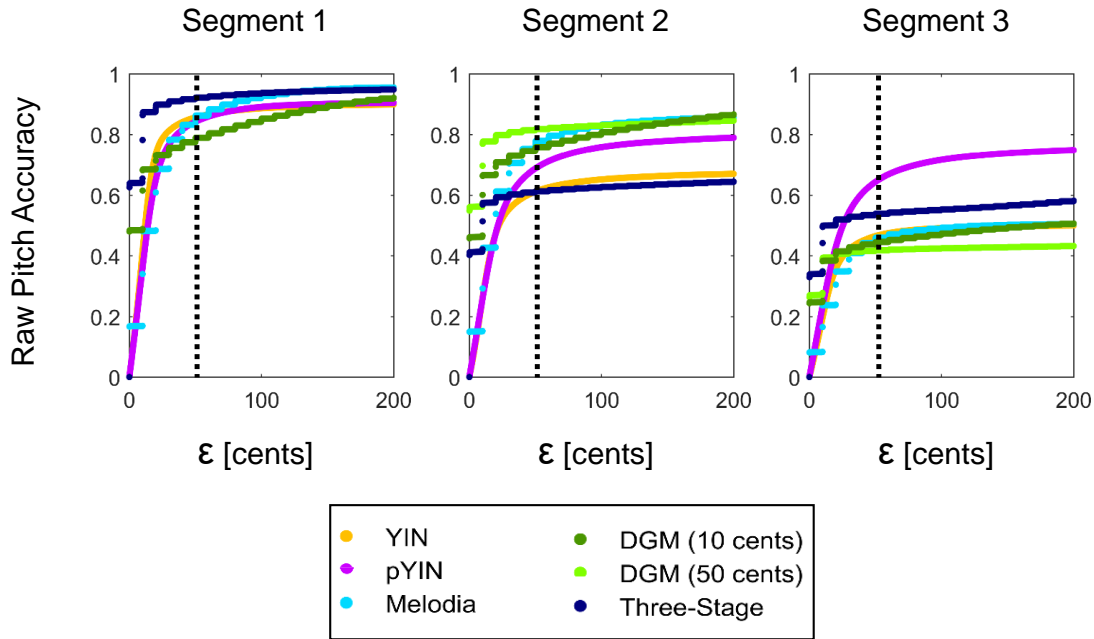 Segment 1 Segment 2 Segment 3
Raw Pitch Accuracy
1 1 1
0.8 0.8 0.8
0.6 0.6 0.6
0.4 0.4 0.4
0.2 0.2 0.2
0 0 0
0 100 200 0 100 200 0 100 200
ε [cents] ε [cents] ε [cents]
YIN DGM (10 cents)
pYIN DGM (50 cents)
Melodia Three-Stage